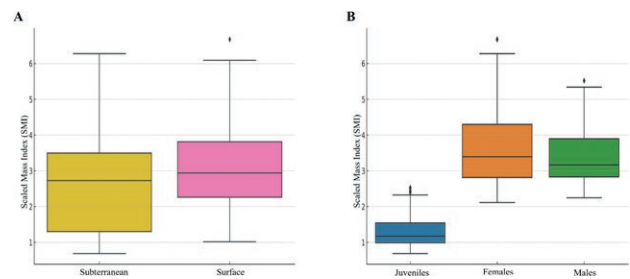 A
Scaled Mass Index (SMI)
6
5
4
3
2
1
Subterranean Surface
B
Scaled Mass Index (SMI)
6
5
4
3
2
1
Juveniles Females Males